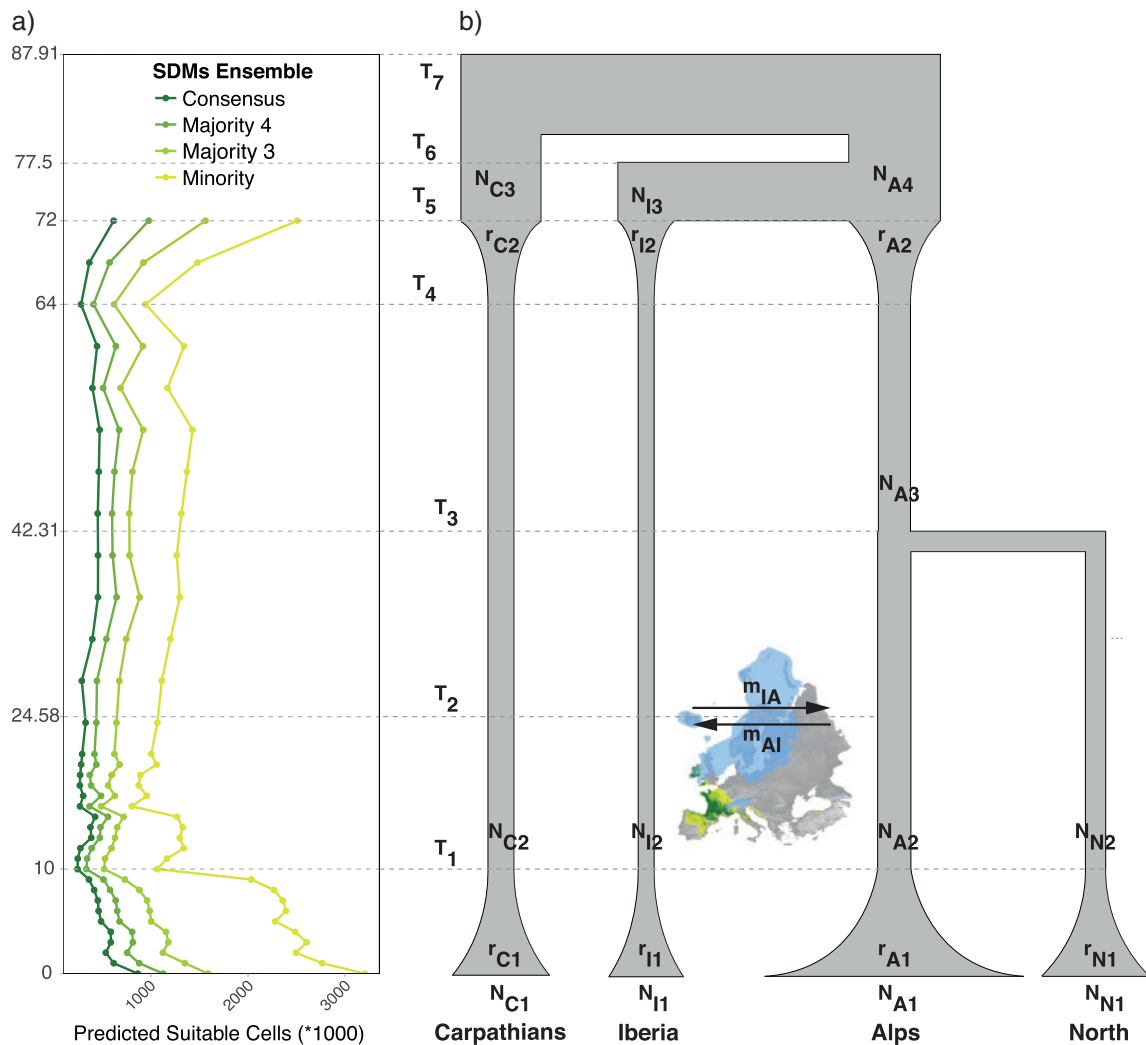 a)
b)
87.91
77.5
72
64
42.31
24.58
10
0
SDMs Ensemble
Consensus
Majority 4
Majority 3
Minority
1000
2000
3000
Predicted Suitable Cells (*1000)
T7
T6
T5
T4
T3
T2
T1
NC3
NI3
NA4
rC2
rI2
rA2
NA3
mIA
mAI
NC2
NI2
NA2
NN2
rC1
rI1
rA1
rN1
NC1
NI1
NA1
NN1
Carpathians
Iberia
Alps
North